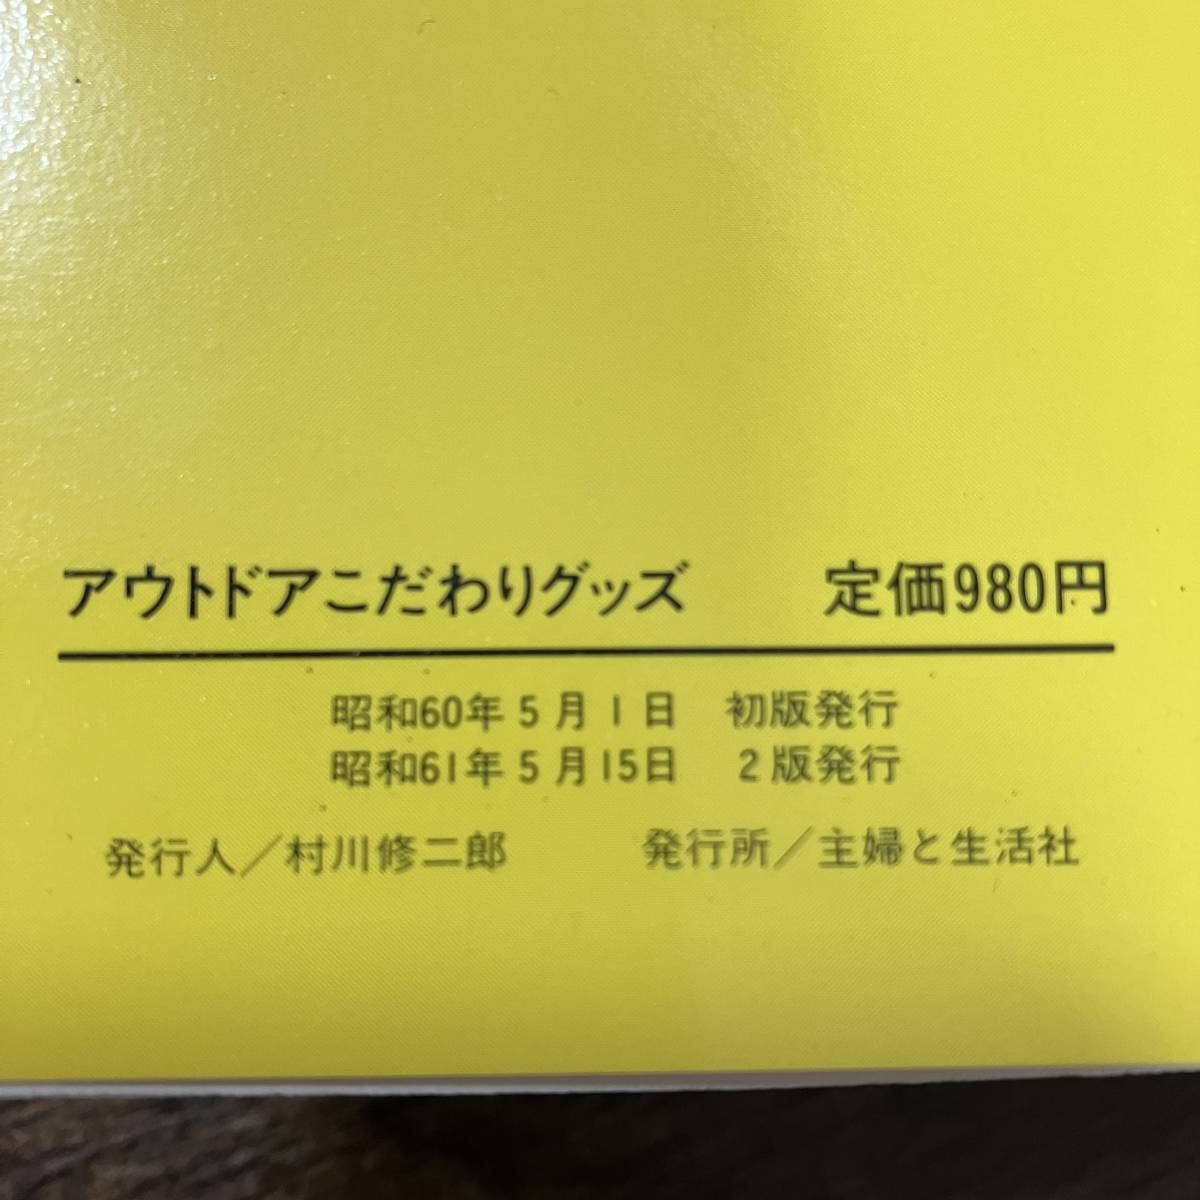 アウトドアこだわりグッズ 定価980円
昭和60年5月1日 初版発行
昭和61年5月15日 2版発行
発行人／村川修二郎 発行所／主婦と生活社